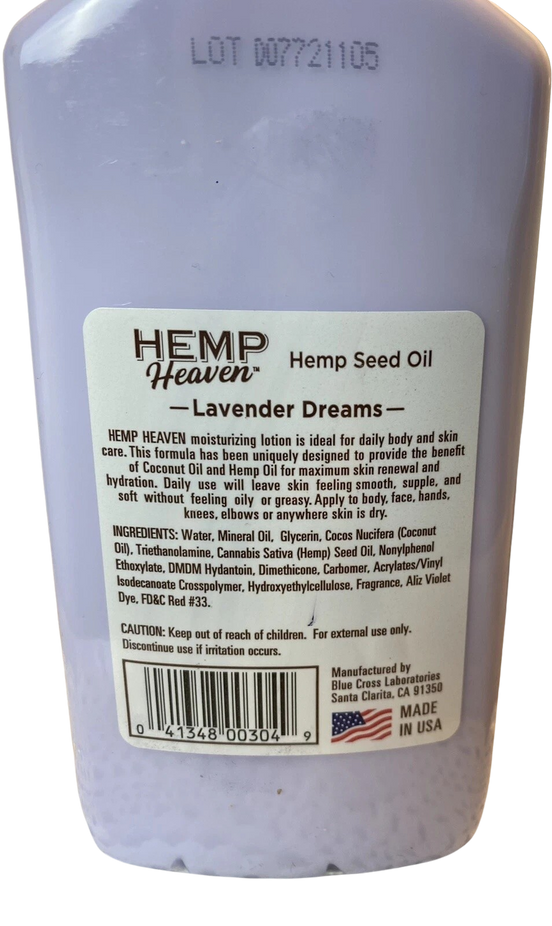 LOT 007721105
HEMP
Heaven™
Hemp Seed Oil
—Lavender Dreams—
HEMP HEAVEN moisturizing lotion is ideal for daily body and skin
care. This formula has been uniquely designed to provide the benefit
of Coconut Oil and Hemp Oil for maximum skin renewal and
hydration. Daily use will leave skin feeling smooth, supple, and
soft without feeling oily or greasy. Apply to body, face, hands,
knees, elbows or anywhere skin is dry.
INGREDIENTS: Water, Mineral Oil, Glycerin, Cocos Nucifera (Coconut
Oil), Triethanolamine, Cannabis Sativa (Hemp) Seed Oil, Nonylphenol
Ethoxylate, DMDM Hydantoin, Dimethicone, Carbomer, Acrylates/Vinyl
Isodecanoate Crosspolymer, Hydroxyethylcellulose, Fragrance, Aliz Violet
Dye, FD&C Red #33.
CAUTION: Keep out of reach of children. For external use only.
Discontinue use if irritation occurs.
0 41348 00304 9
Manufactured by
Blue Cross Laboratories
Santa Clarita, CA 91350
MADE
IN USA